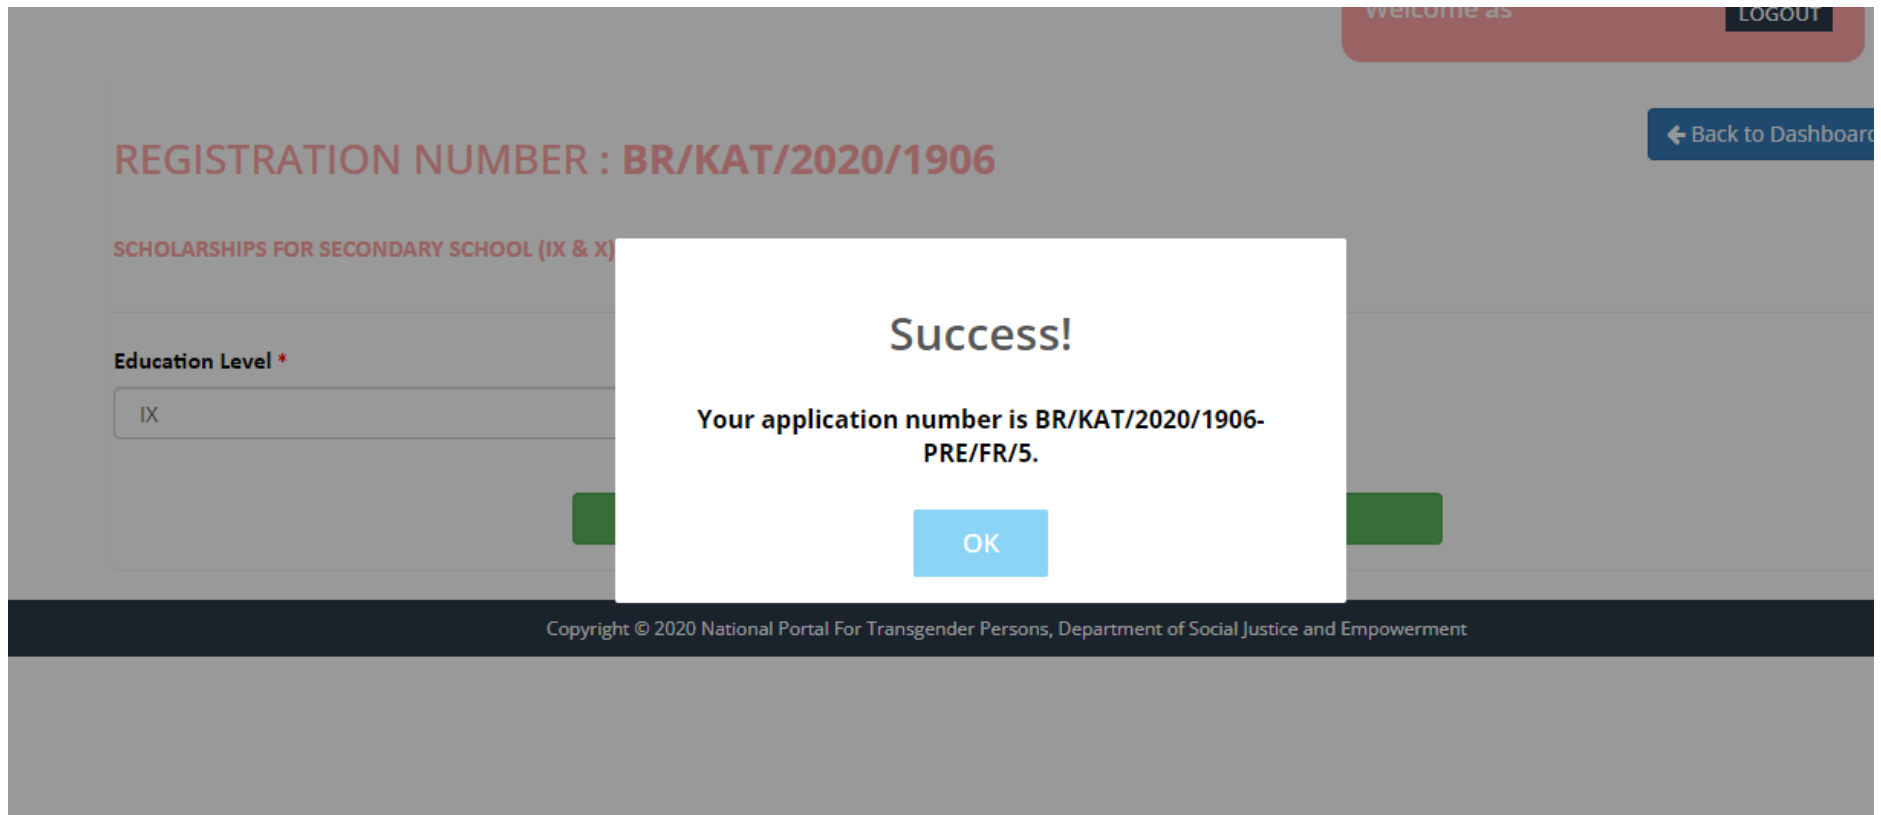 Welcome as
LOGOUT
Back to Dashboard
REGISTRATION NUMBER : BR/KAT/2020/1906
SCHOLARSHIPS FOR SECONDARY SCHOOL (IX & X)
Success!
Education Level *
IX
Your application number is BR/KAT/2020/1906-
PRE/FR/5.
OK
Copyright © 2020 National Portal For Transgender Persons, Department of Social Justice and Empowerment